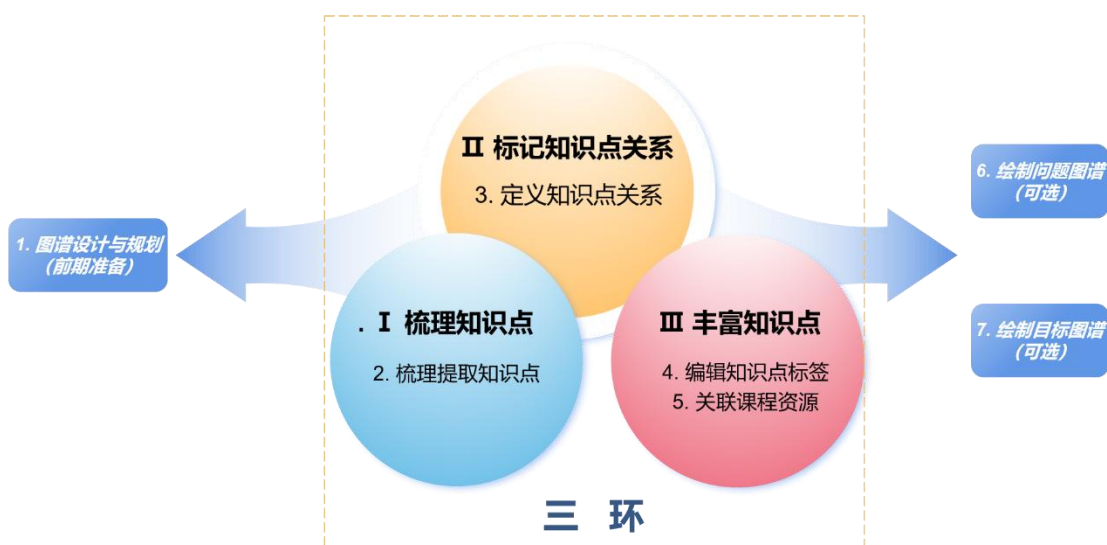 1. 图谱设计与规划
(前期准备)
II 标记知识点关系
3. 定义知识点关系
. I 梳理知识点
2. 梳理提取知识点
III 丰富知识点
4. 编辑知识点标签
5. 关联课程资源
6. 绘制问题图谱
(可选)
7. 绘制目标图谱
(可选)
三 环